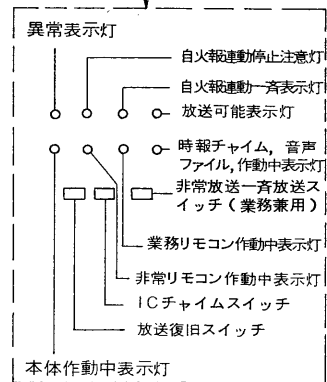 異常表示灯
自火報連動停止注意灯
自火報連動一斉表示灯
放送可能表示灯
時報チャイム, 音声
ファイル,作動中表示灯
非常放送一斉放送ス
イッチ(業務兼用)
業務リモコン作動中表示灯
非常リモコン作動中表示灯
ICチャイムスイッチ
放送復旧スイッチ
本体作動中表示灯